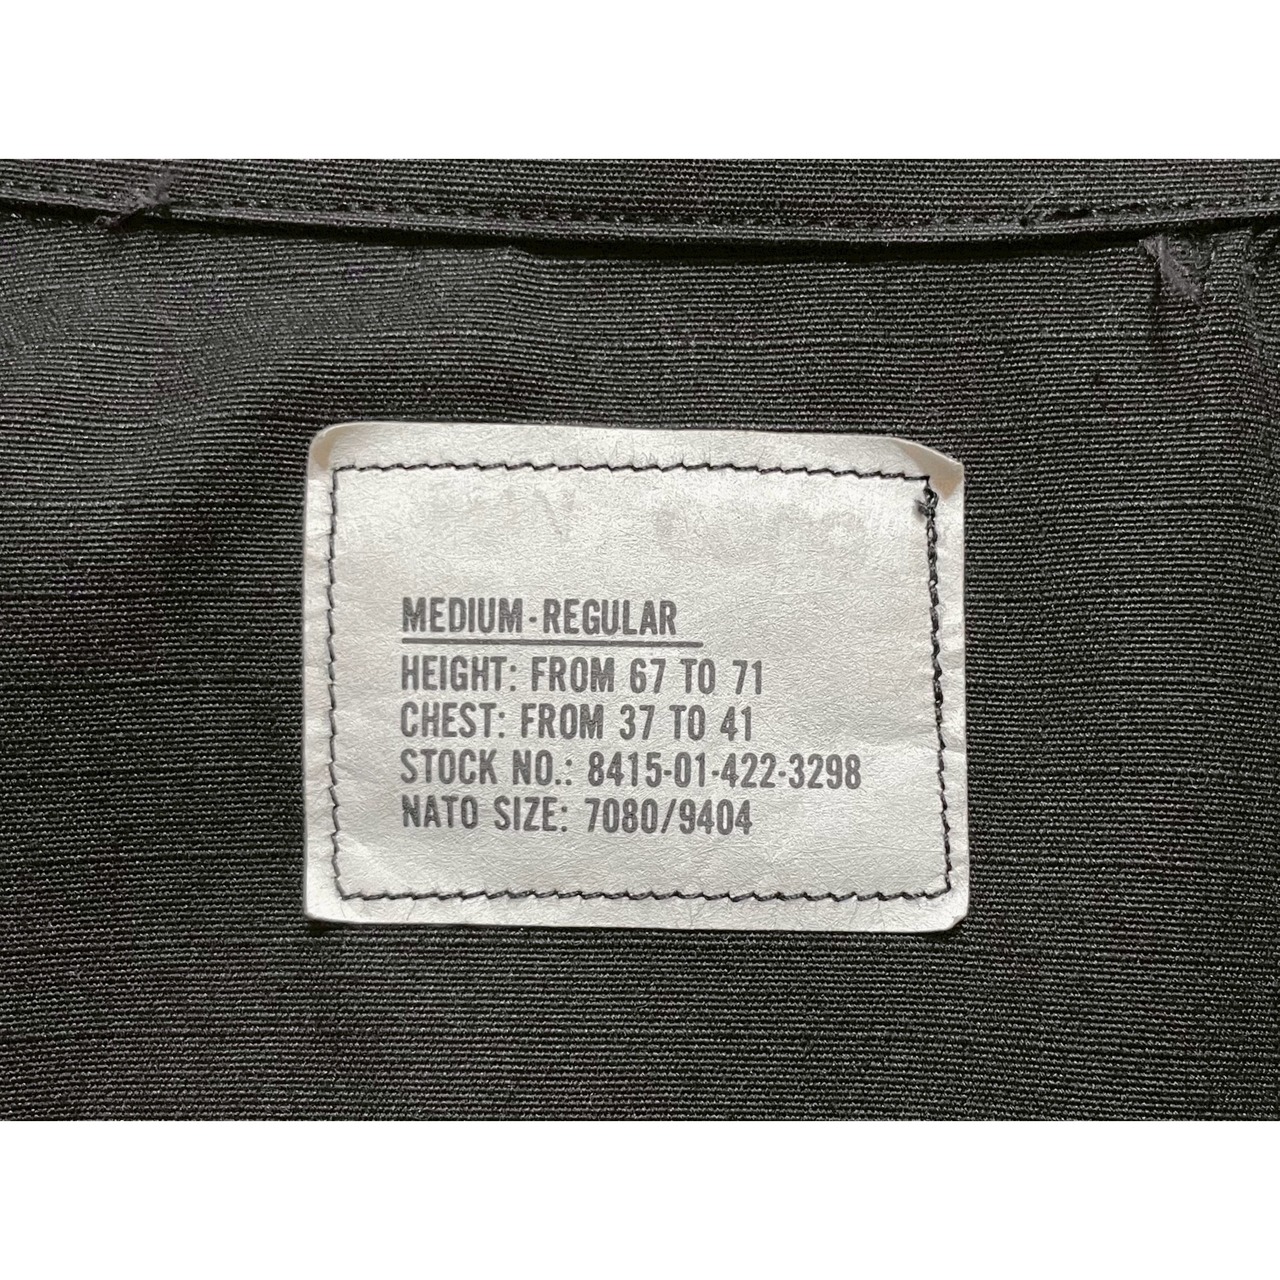 MEDIUM-REGULAR
HEIGHT: FROM 67 TO 71
CHEST: FROM 37 TO 41
STOCK NO.: 8415-01-422-3298
NATO SIZE: 7080/9404